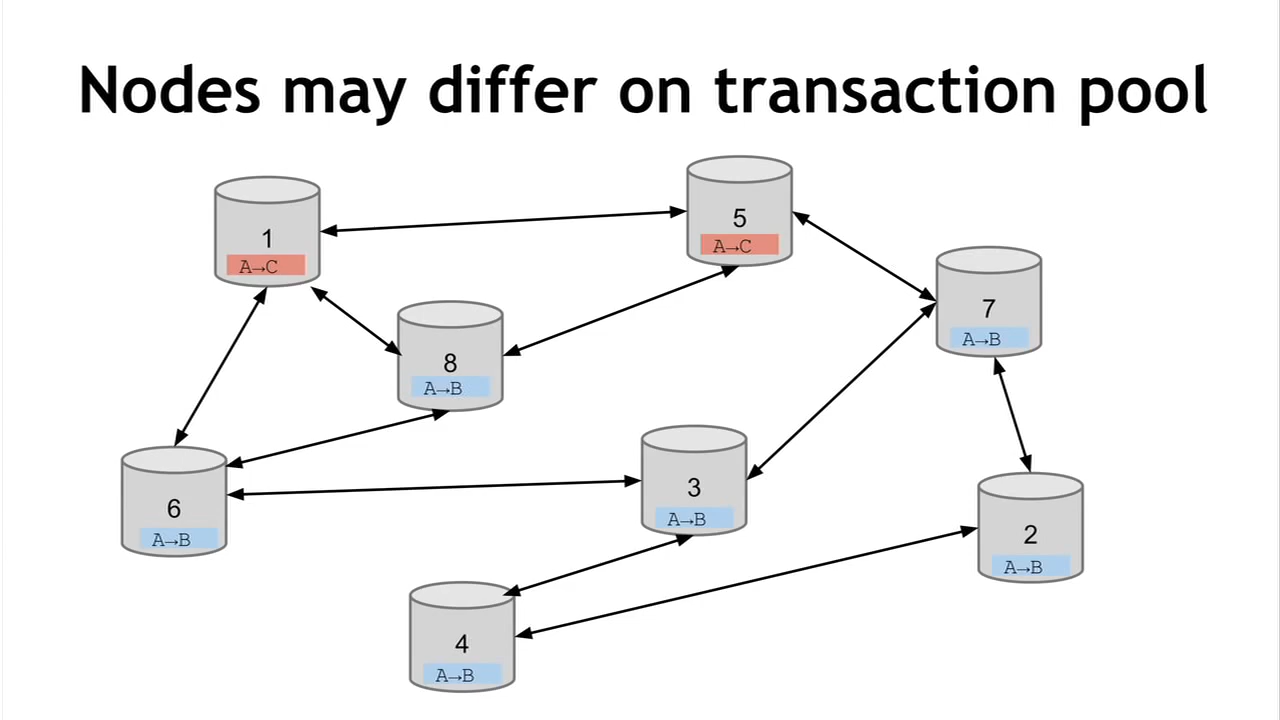 Nodes may differ on transaction pool
5
A→C
1
A→C
7
A→B
8
A→B
3
A→B
6
A→B
2
A→B
4
A→B